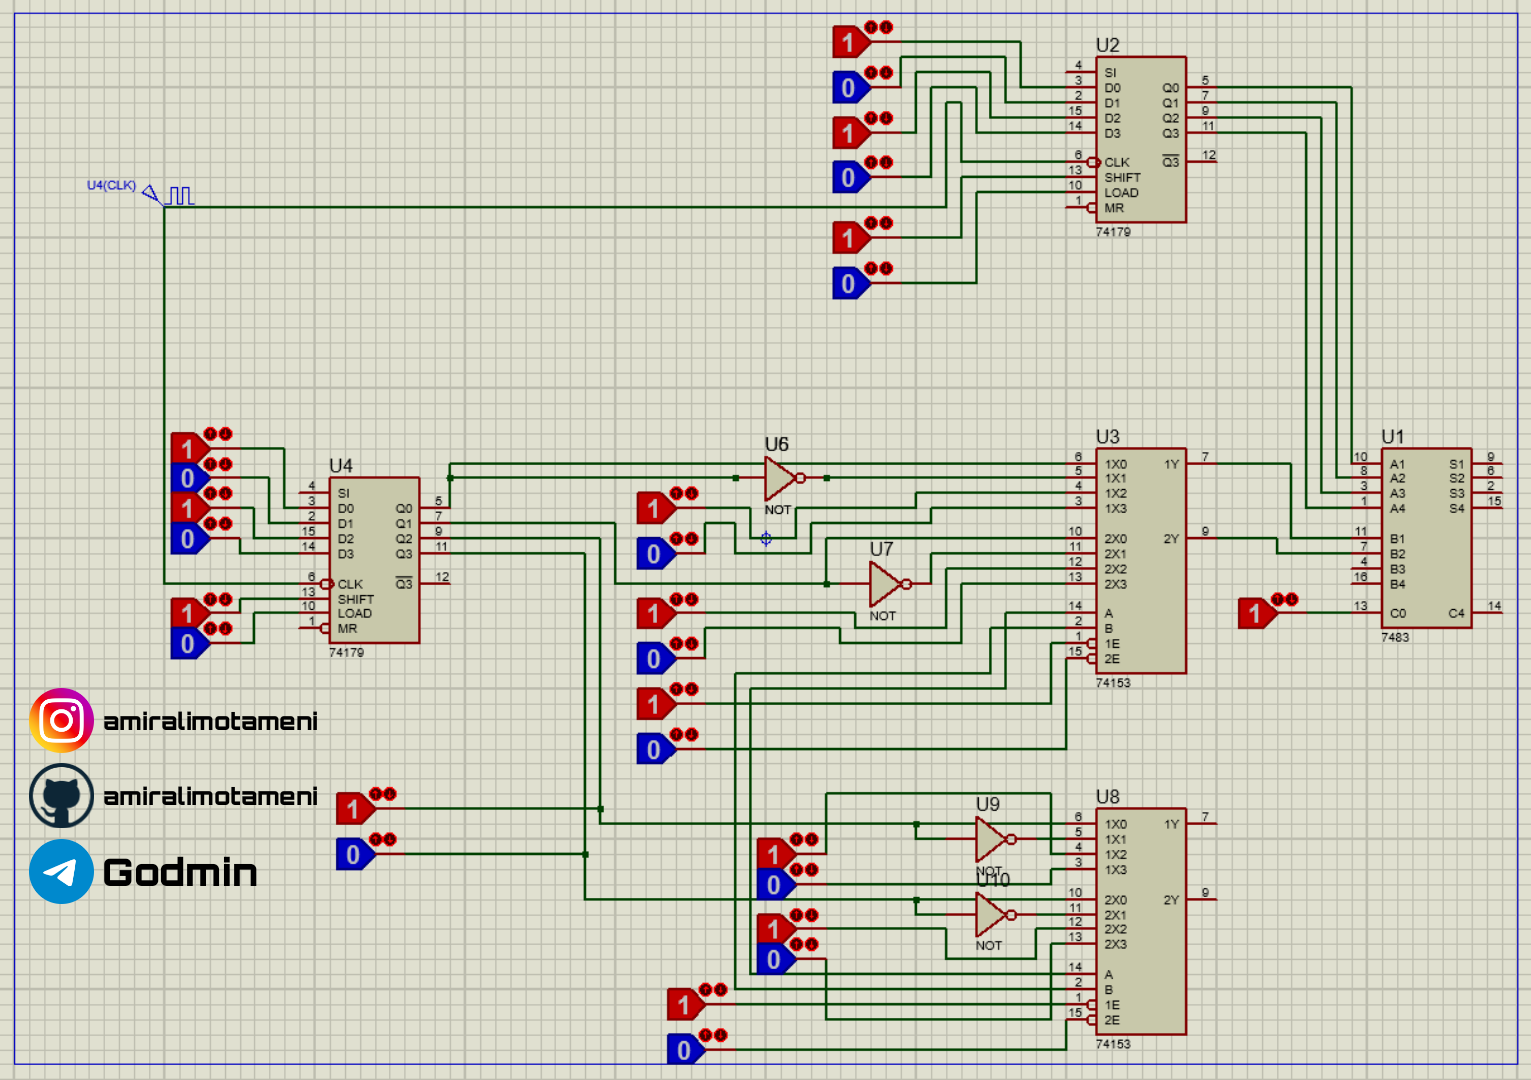 U4(CLK)
1
0
1
0
1
0
U2
4 SI
3 D0 Q0 5
2 D1 Q1 7
15 D2 Q2 9
14 D3 Q3 11
6 CLK Q3 12
13 SHIFT
10 LOAD
1 MR
74179
1
0
1
0
1
0
U4
4 SI
3 D0 Q0 5
2 D1 Q1 7
15 D2 Q2 9
14 D3 Q3 11
6 CLK Q3 12
13 SHIFT
10 LOAD
1 MR
74179
U6
NOT
U7
NOT
1
0
1
0
1
0
U3
6 1X0 1Y 7
5 1X1
4 1X2
3 1X3
10 2X0 2Y 9
11 2X1
12 2X2
13 2X3
14 A
2 B
1 1E
15 2E
74153
U1
10 A1 S1 9
8 A2 S2 6
3 A3 S3 2
1 A4 S4 15
11 B1
7 B2
4 B3
16 B4
13 C0 C4 14
7483
1
amiralimotameni
amiralimotameni
Godmin
1
0
U9
NOT
U10
NOT
1
0
1
0
1
0
U8
6 1X0 1Y 7
5 1X1
4 1X2
3 1X3
10 2X0 2Y 9
11 2X1
12 2X2
13 2X3
14 A
2 B
1 1E
15 2E
74153